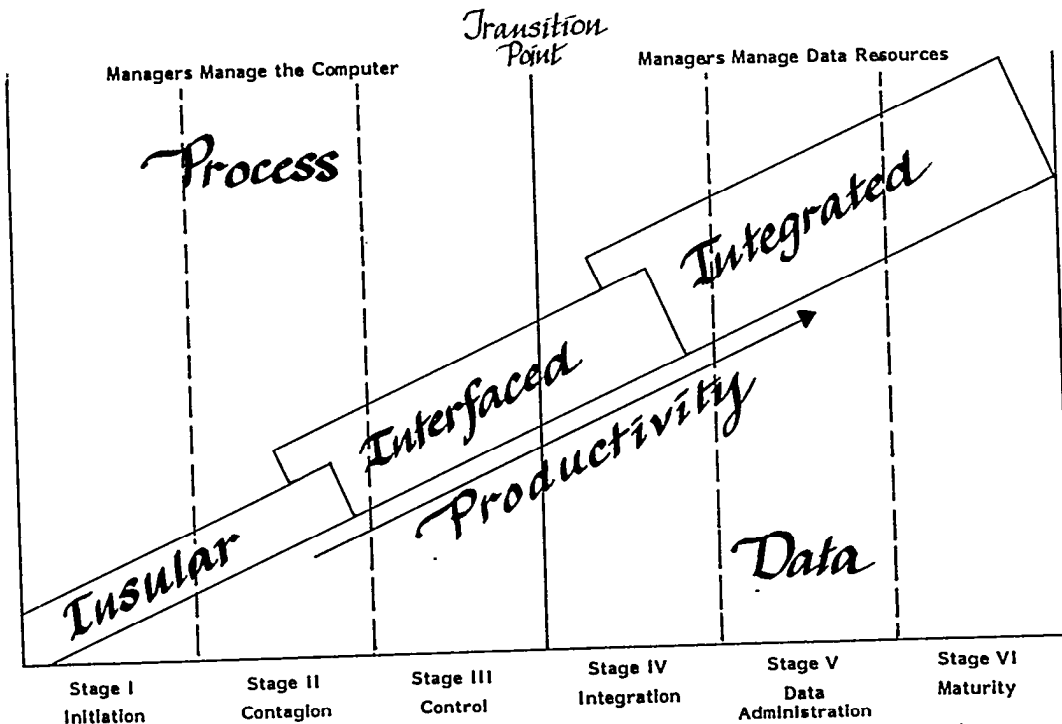 Transition
Point
Managers Manage the Computer
Managers Manage Data Resources
Process
Integrated
Interfaced
Productivity
Insular
Data
Stage I
Initiation
Stage II
Contagion
Stage III
Control
Stage IV
Integration
Stage V
Data
Administration
Stage VI
Maturity